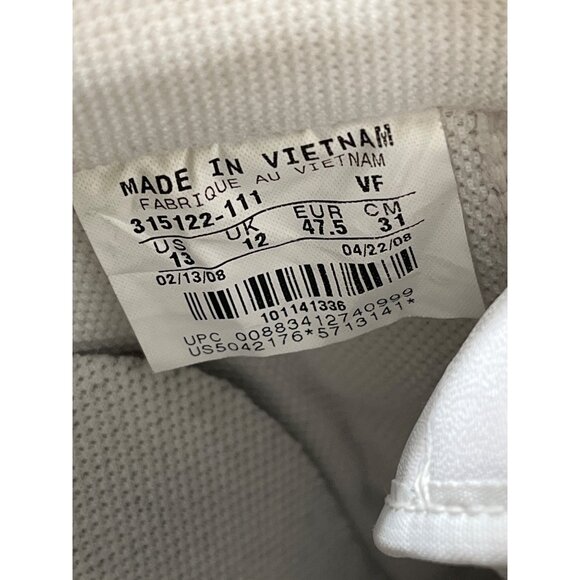 MADE IN VIETNAM
FABRIQUE AU VIETNAM
315122-111 VF
US UK EUR CM
13 12 47.5 31
02/13/08 04/22/08
101141336
UPC 00883412740999
US5042176*5713141*